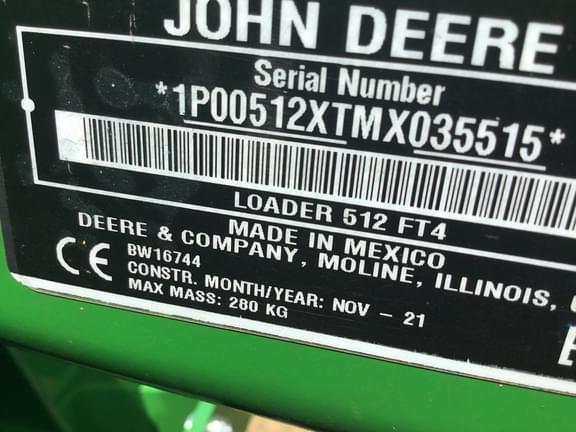 JOHN DEERE
Serial Number
*1P00512XTMX035515*
LOADER 512 FT4
MADE IN MEXICO
DEERE & COMPANY, MOLINE, ILLINOIS,
CE BW16744
CONSTR. MONTH/YEAR: NOV - 21
MAX MASS: 280 KG